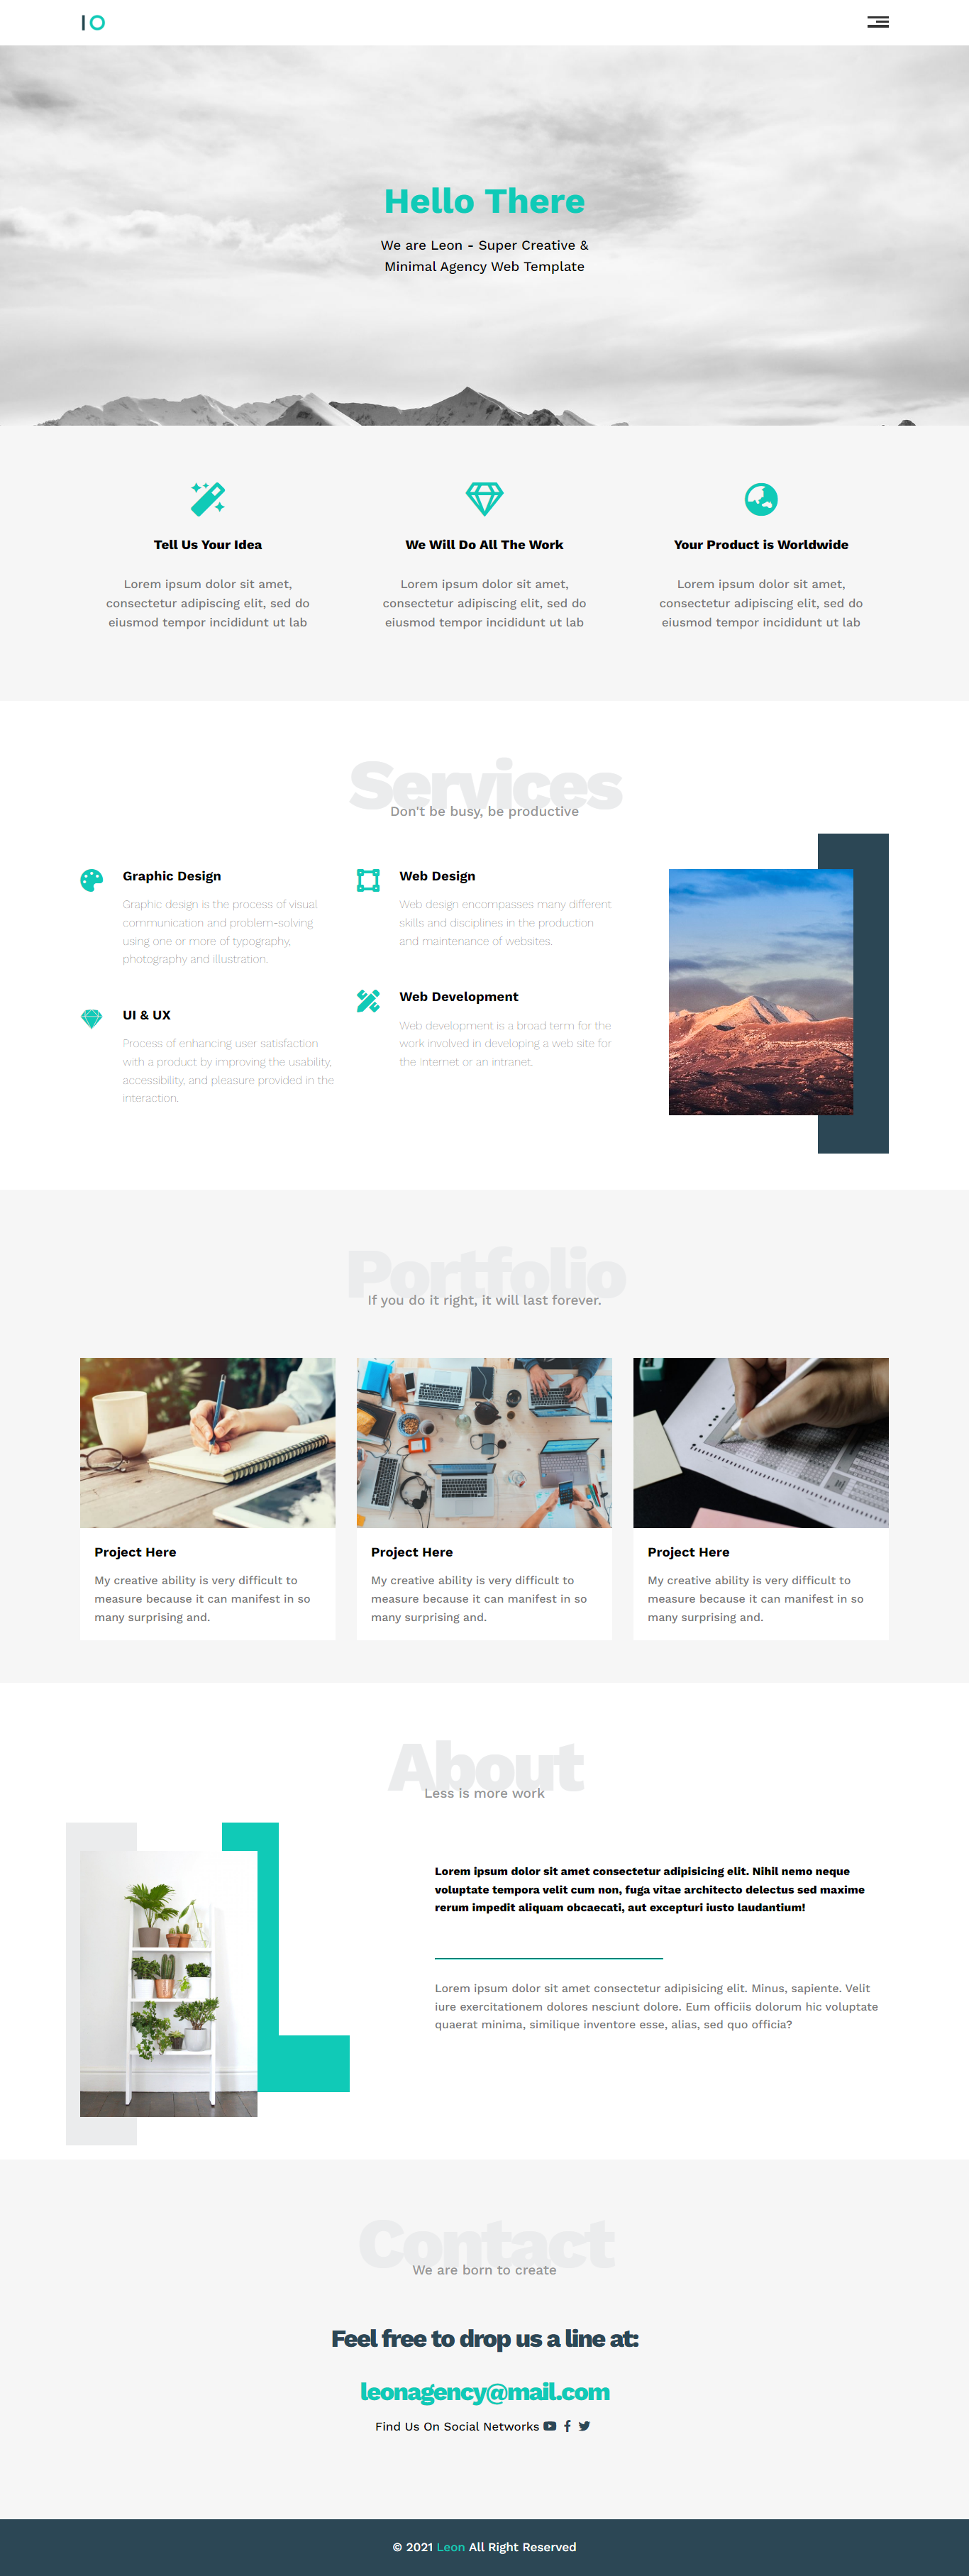 Hello There
We are Leon - Super Creative &
Minimal Agency Web Template
Tell Us Your Idea
Lorem ipsum dolor sit amet,
consectetur adipiscing elit, sed do
eiusmod tempor incididunt ut lab
We Will Do All The Work
Lorem ipsum dolor sit amet,
consectetur adipiscing elit, sed do
eiusmod tempor incididunt ut lab
Your Product is Worldwide
Lorem ipsum dolor sit amet,
consectetur adipiscing elit, sed do
eiusmod tempor incididunt ut lab
Services
Don't be busy, be productive
Graphic Design
Graphic design is the process of visual
communication and problem-solving
using one or more of typography,
photography and illustration.
UI & UX
Process of enhancing user satisfaction
with a product by improving the usability,
accessibility, and pleasure provided in the
interaction.
Web Design
Web design encompasses many different
skills and disciplines in the production
and maintenance of websites.
Web Development
Web development is a broad term for the
work involved in developing a web site for
the Internet or an intranet.
Portfolio
If you do it right, it will last forever.
Project Here
My creative ability is very difficult to
measure because it can manifest in so
many surprising and.
Project Here
My creative ability is very difficult to
measure because it can manifest in so
many surprising and.
Project Here
My creative ability is very difficult to
measure because it can manifest in so
many surprising and.
About
Less is more work
Lorem ipsum dolor sit amet consectetur adipisicing elit. Nihil nemo neque
voluptate tempora velit cum non, fuga vitae architecto delectus sed maxime
rerum impedit aliquam obcaecati, aut excepturi iusto laudantium!
Lorem ipsum dolor sit amet consectetur adipisicing elit. Minus, sapiente. Velit
iure exercitationem dolores nesciunt dolore. Eum officiis dolorum hic voluptate
quaerat minima, similique inventore esse, alias, sed quo officia?
Contact
We are born to create
Feel free to drop us a line at:
leonagency@mail.com
Find Us On Social Networks
© 2021 Leon All Right Reserved